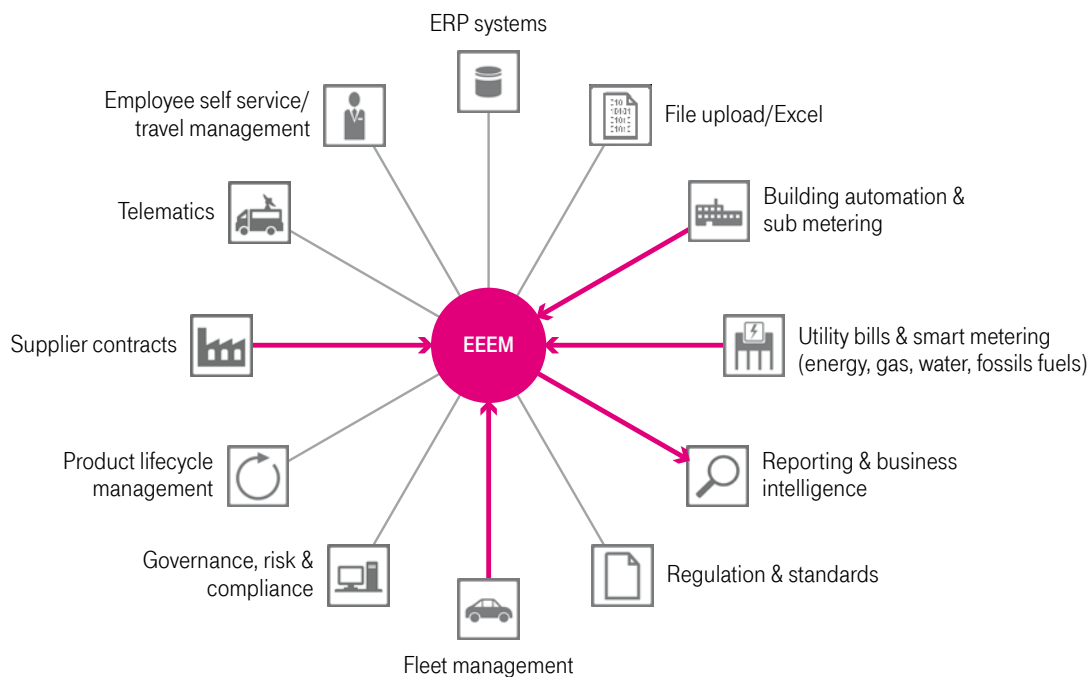 ERP systems
Employee self service/
travel management
File upload/Excel
Telematics
Building automation &
sub metering
Supplier contracts
EEEM
Utility bills & smart metering
(energy, gas, water, fossils fuels)
Product lifecycle
management
Reporting & business
intelligence
Governance, risk &
compliance
Regulation & standards
Fleet management